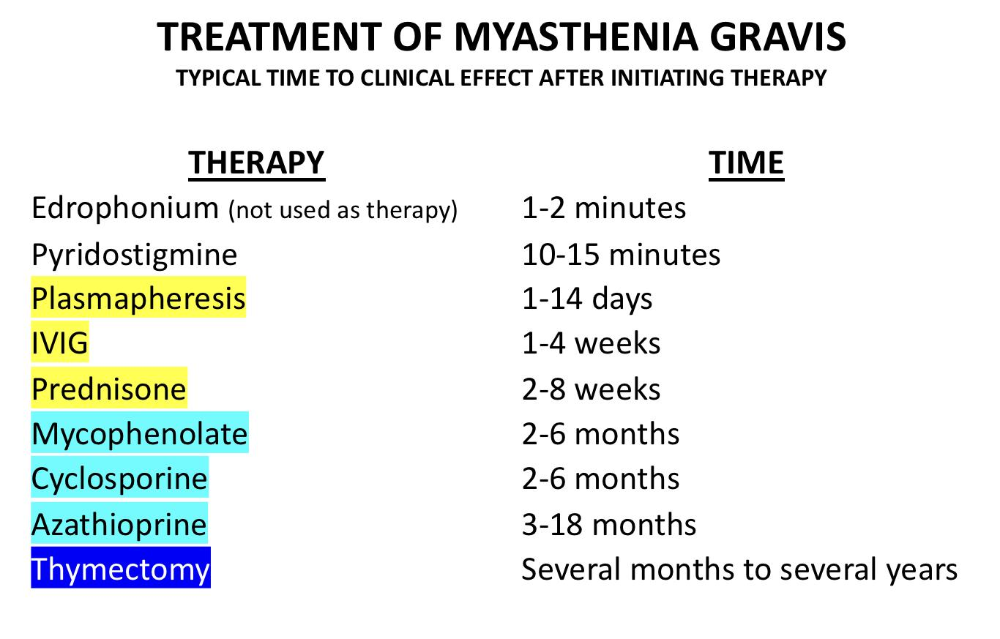 TREATMENT OF MYASTHENIA GRAVIS
TYPICAL TIME TO CLINICAL EFFECT AFTER INITIATING THERAPY
THERAPY TIME
Edrophonium (not used as therapy) 1-2 minutes
Pyridostigmine 10-15 minutes
Plasmapheresis 1-14 days
IVIG 1-4 weeks
Prednisone 2-8 weeks
Mycophenolate 2-6 months
Cyclosporine 2-6 months
Azathioprine 3-18 months
Thymectomy Several months to several years